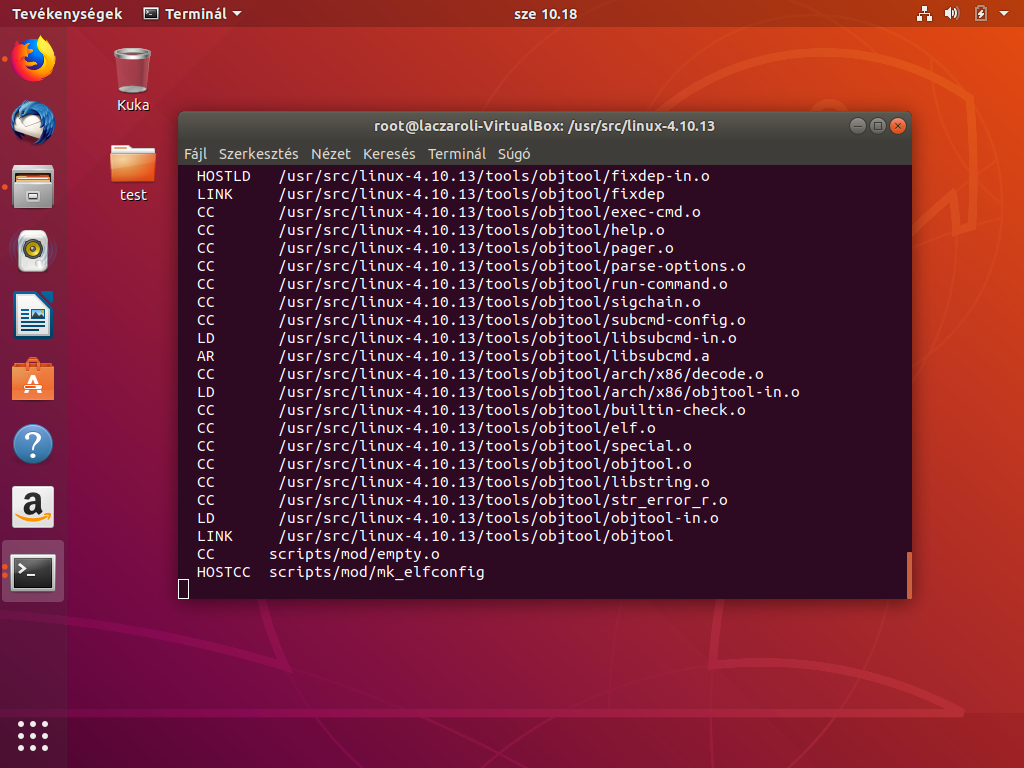 Tevékenységek Terminál sze 10.18
Kuka
test
root@laczaroli-VirtualBox: /usr/src/linux-4.10.13
Fájl Szerkesztés Nézet Keresés Terminál Súgó
HOSTLD /usr/src/linux-4.10.13/tools/objtool/fixdep-in.o
LINK /usr/src/linux-4.10.13/tools/objtool/fixdep
CC /usr/src/linux-4.10.13/tools/objtool/exec-cmd.o
CC /usr/src/linux-4.10.13/tools/objtool/help.o
CC /usr/src/linux-4.10.13/tools/objtool/pager.o
CC /usr/src/linux-4.10.13/tools/objtool/parse-options.o
CC /usr/src/linux-4.10.13/tools/objtool/run-command.o
CC /usr/src/linux-4.10.13/tools/objtool/sigchain.o
CC /usr/src/linux-4.10.13/tools/objtool/subcmd-config.o
LD /usr/src/linux-4.10.13/tools/objtool/libsubcmd-in.o
AR /usr/src/linux-4.10.13/tools/objtool/libsubcmd.a
CC /usr/src/linux-4.10.13/tools/objtool/arch/x86/decode.o
LD /usr/src/linux-4.10.13/tools/objtool/arch/x86/objtool-in.o
CC /usr/src/linux-4.10.13/tools/objtool/builtin-check.o
CC /usr/src/linux-4.10.13/tools/objtool/elf.o
CC /usr/src/linux-4.10.13/tools/objtool/special.o
CC /usr/src/linux-4.10.13/tools/objtool/objtool.o
CC /usr/src/linux-4.10.13/tools/objtool/libstring.o
CC /usr/src/linux-4.10.13/tools/objtool/str_error_r.o
LD /usr/src/linux-4.10.13/tools/objtool/objtool-in.o
LINK /usr/src/linux-4.10.13/tools/objtool/objtool
CC scripts/mod/empty.o
HOSTCC scripts/mod/mk_elfconfig